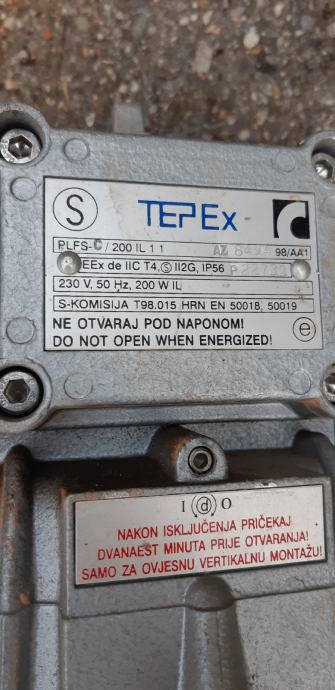 S TEP Ex
PLFS-C / 200 IL 1 1 98/AA1
EEx de IIC T4, S II2G, IP56
230 V, 50 Hz, 200 W IL
S-KOMISIJA T98.015 HRN EN 50018, 50019
NE OTVARAJ POD NAPONOM!
DO NOT OPEN WHEN ENERGIZED! e
I d O
NAKON ISKLJUČENJA PRIČEKAJ
DVANAEST MINUTA PRIJE OTVARANJA!
SAMO ZA OVJESNU VERTIKALNU MONTAŽU!